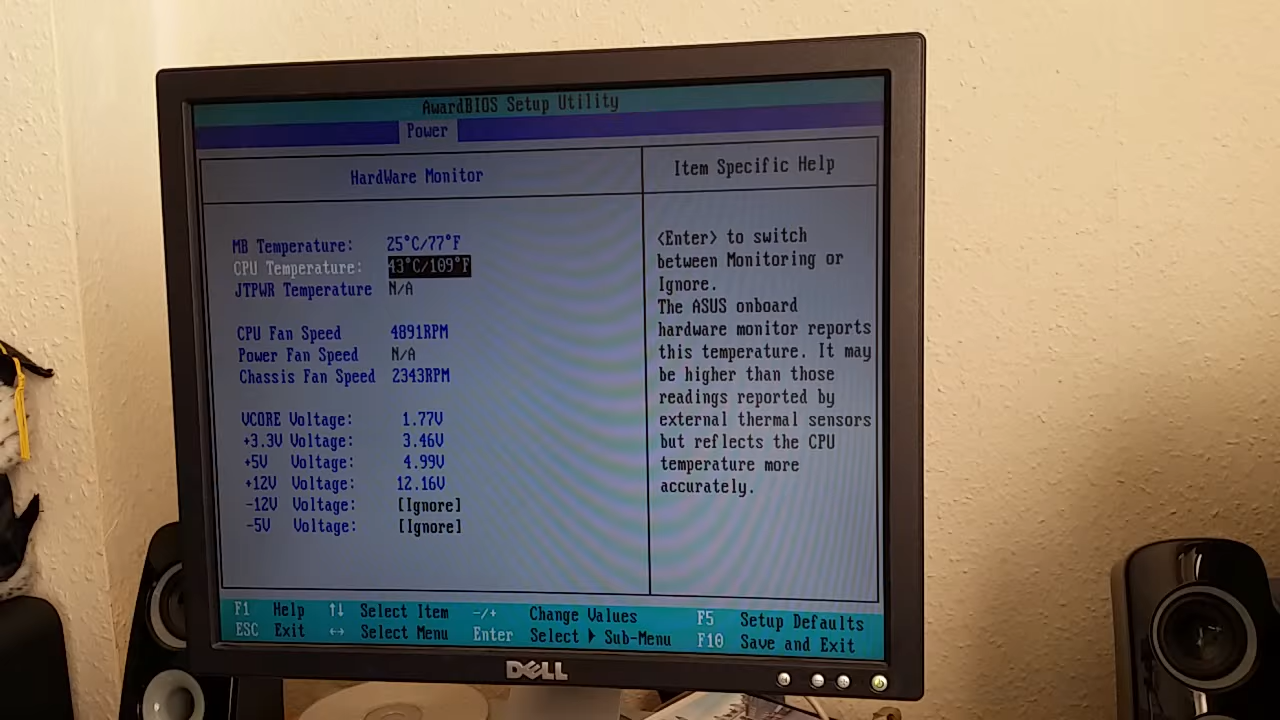 AwardBIOS Setup Utility
Power
HardWare Monitor
MB Temperature: 25°C/77°F
CPU Temperature: 43°C/109°F
JTPWR Temperature N/A
CPU Fan Speed 4891RPM
Power Fan Speed N/A
Chassis Fan Speed 2343RPM
VCORE Voltage: 1.77V
+3.3V Voltage: 3.46V
+5V Voltage: 4.99V
+12V Voltage: 12.16V
-12V Voltage: [Ignore]
-5V Voltage: [Ignore]
Item Specific Help
<Enter> to switch
between Monitoring or
Ignore.
The ASUS onboard
hardware monitor reports
this temperature. It may
be higher than those
readings reported by
external thermal sensors
but reflects the CPU
temperature more
accurately.
F1 Help ↑↓ Select Item -/+ Change Values F5 Setup Defaults
ESC Exit ↔ Select Menu Enter Select ▶ Sub-Menu F10 Save and Exit
DELL